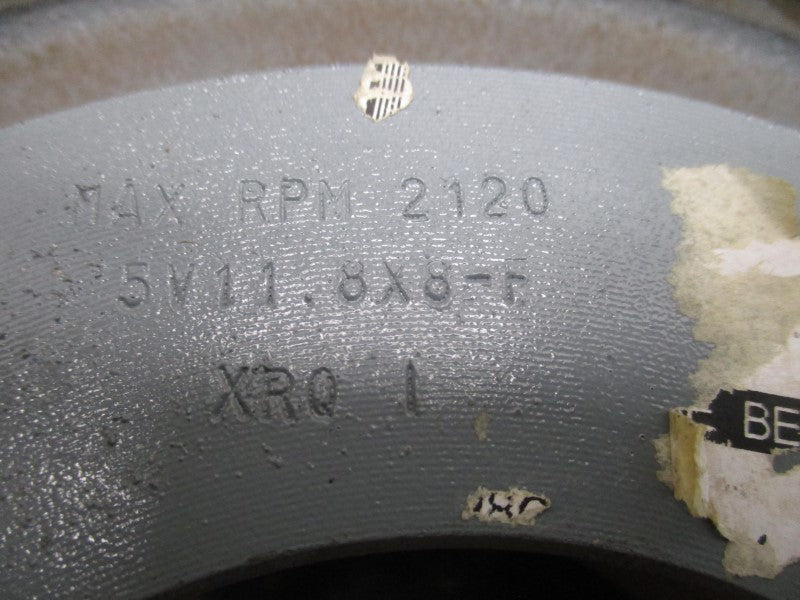 MAX RPM 2120
5V11.8X8-F
XRQ 1
BE